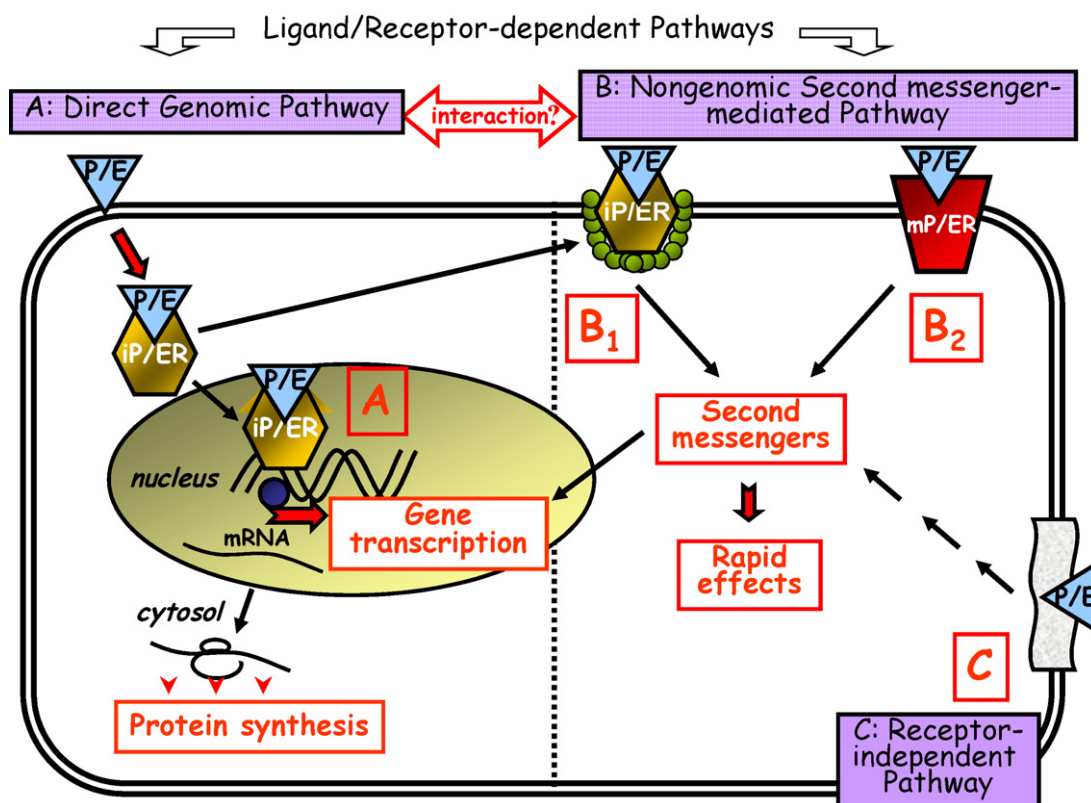 Ligand/Receptor-dependent Pathways
A: Direct Genomic Pathway
interaction?
B: Nongenomic Second messenger-
mediated Pathway
P/E
P/E
iP/ER
P/E
mP/ER
P/E
iP/ER
B1
B2
P/E
iP/ER
A
nucleus
mRNA
Gene
transcription
Second
messengers
Rapid
effects
P/E
cytosol
Protein synthesis
C
C: Receptor-
independent
Pathway